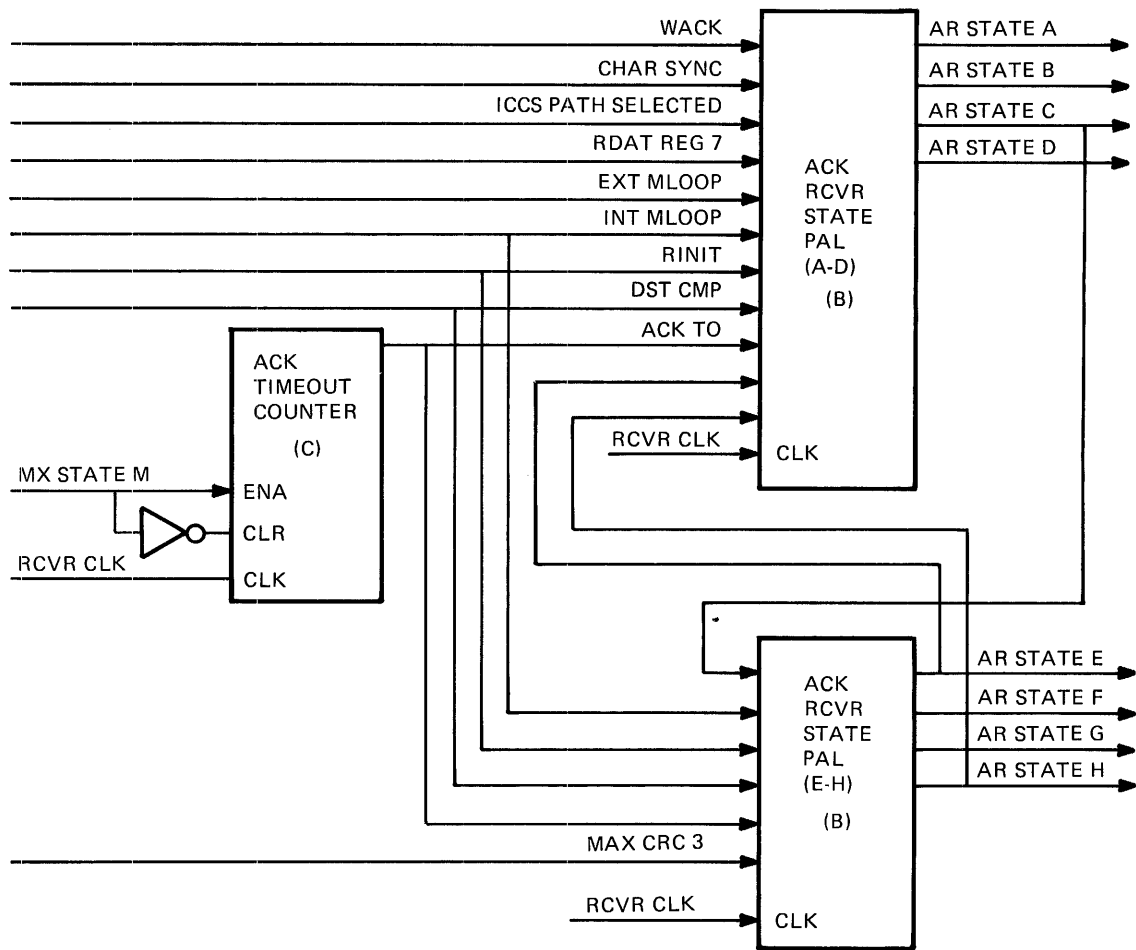 WACK
CHAR SYNC
ICCS PATH SELECTED
RDAT REG 7
EXT MLOOP
INT MLOOP
RINIT
DST CMP
ACK TO
RCVR CLK
ACK
RCVR
STATE
PAL
(A-D)
(B)
CLK
AR STATE A
AR STATE B
AR STATE C
AR STATE D
ACK
TIMEOUT
COUNTER
(C)
ENA
CLR
CLK
MX STATE M
RCVR CLK
ACK
RCVR
STATE
PAL
(E-H)
(B)
CLK
AR STATE E
AR STATE F
AR STATE G
AR STATE H
MAX CRC 3
RCVR CLK